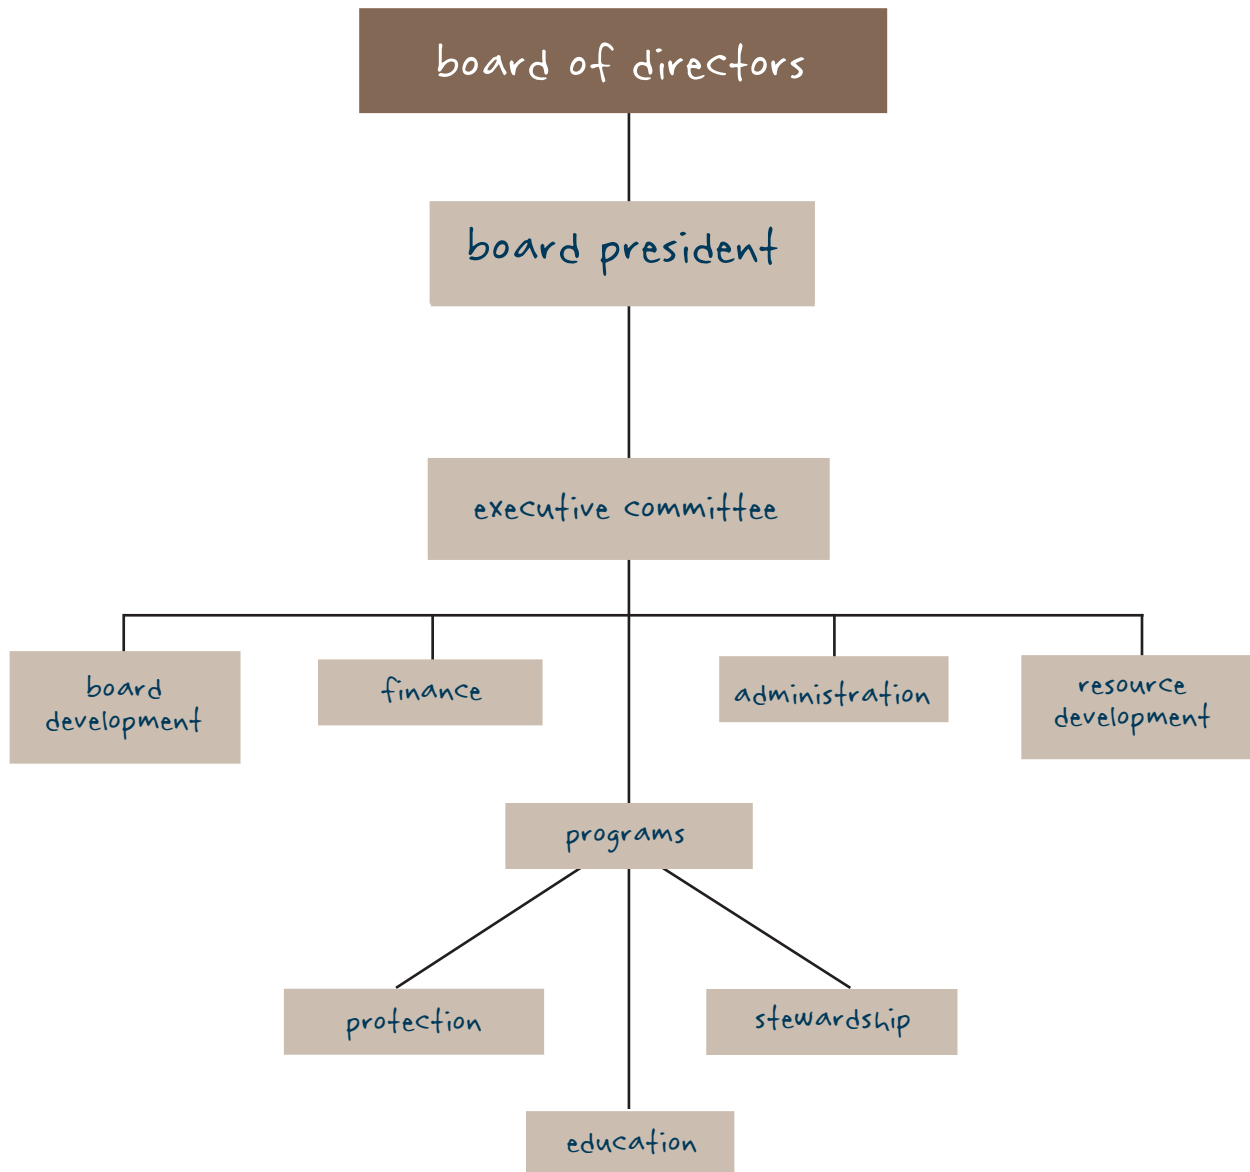 board of directors
board president
executive committee
board
development
finance
administration
resource
development
programs
protection
stewardship
education